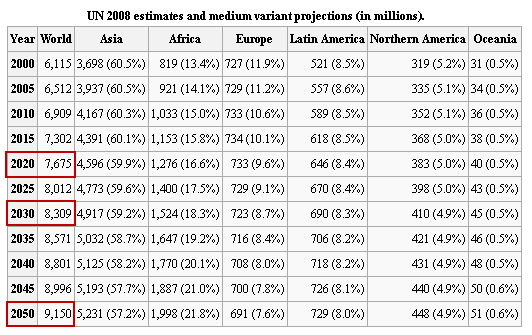 UN 2008 estimates and medium variant projections (in millions).
Year World Asia Africa Europe Latin America Northern America Oceania
2000 6,115 3,698 (60.5%) 819 (13.4%) 727 (11.9%) 521 (8.5%) 319 (5.2%) 31 (0.5%)
2005 6,512 3,937 (60.5%) 921 (14.1%) 729 (11.2%) 557 (8.6%) 335 (5.1%) 34 (0.5%)
2010 6,909 4,167 (60.3%) 1,033 (15.0%) 733 (10.6%) 589 (8.5%) 352 (5.1%) 36 (0.5%)
2015 7,302 4,391 (60.1%) 1,153 (15.8%) 734 (10.1%) 618 (8.5%) 368 (5.0%) 38 (0.5%)
2020 7,675 4,596 (59.9%) 1,276 (16.6%) 733 (9.6%) 646 (8.4%) 383 (5.0%) 40 (0.5%)
2025 8,012 4,773 (59.6%) 1,400 (17.5%) 729 (9.1%) 670 (8.4%) 398 (5.0%) 43 (0.5%)
2030 8,309 4,917 (59.2%) 1,524 (18.3%) 723 (8.7%) 690 (8.3%) 410 (4.9%) 45 (0.5%)
2035 8,571 5,032 (58.7%) 1,647 (19.2%) 716 (8.4%) 706 (8.2%) 421 (4.9%) 46 (0.5%)
2040 8,801 5,125 (58.2%) 1,770 (20.1%) 708 (8.0%) 718 (8.2%) 431 (4.9%) 48 (0.5%)
2045 8,996 5,193 (57.7%) 1,887 (21.0%) 700 (7.8%) 726 (8.1%) 440 (4.9%) 50 (0.6%)
2050 9,150 5,231 (57.2%) 1,998 (21.8%) 691 (7.6%) 729 (8.0%) 448 (4.9%) 51 (0.6%)